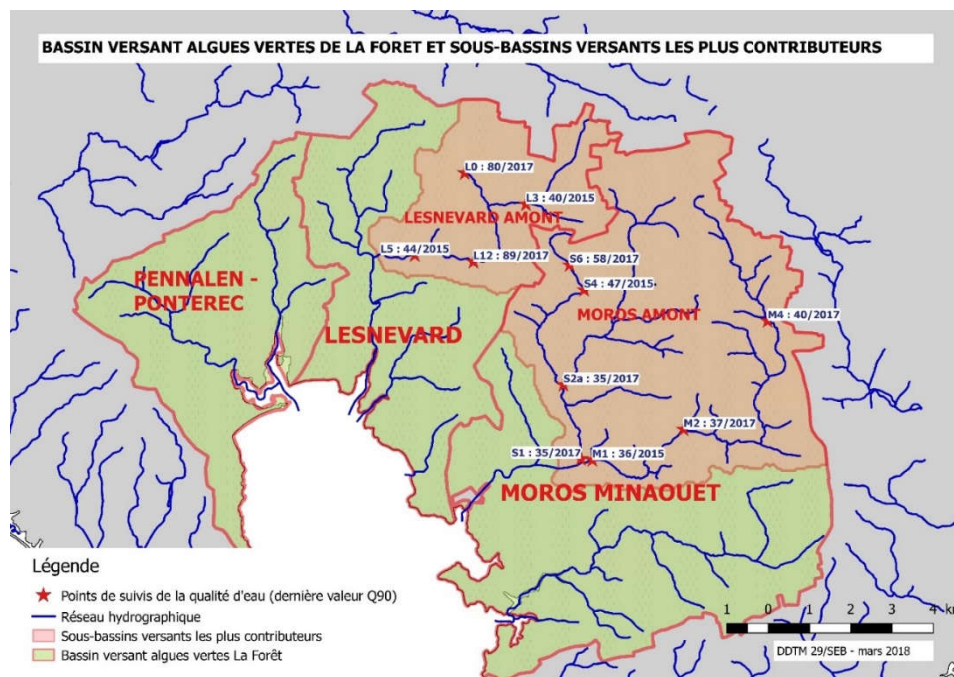 BASSIN VERSANT ALGUES VERTES DE LA FORET ET SOUS-BASSINS VERSANTS LES PLUS CONTRIBUTEURS
L0 : 80/2017
L3 : 40/2015
LESNEVARD AMONT
L5 : 44/2015
L12 : 89/2017
S6 : 58/2017
PENNALEN -
PONTEREC
S4 : 47/2015
MOROS AMONT
M4 : 40/2017
LESNEVARD
S2a : 35/2017
M2 : 37/2017
S1 : 35/2017
M1 : 36/2015
MOROS MINAOUET
Légende
Points de suivis de la qualité d'eau (dernière valeur Q90)
Réseau hydrographique
Sous-bassins versants les plus contributeurs
Bassin versant algues vertes La Forêt
1 0 1 2 3 4 km
DDTM 29/SEB - mars 2018